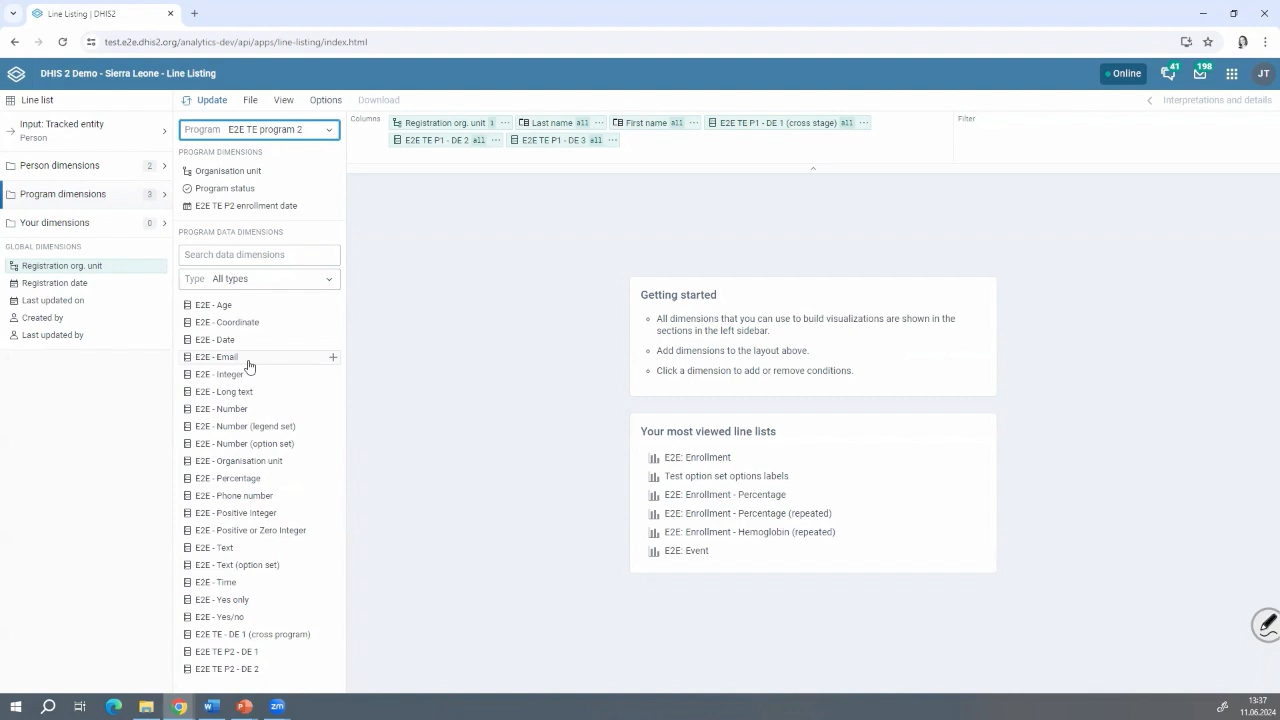 Line Listing | DHIS2
test.e2e.dhis2.org/analytics-dev/api/apps/line-listing/index.html
DHIS 2 Demo - Sierra Leone - Line Listing
Online
41
198
JT
Line list
Update
File
View
Options
Download
Interpretations and details
Input: Tracked entity
Person
Person dimensions 2
Program dimensions 3
Your dimensions 0
GLOBAL DIMENSIONS
Registration org. unit
Registration date
Last updated on
Created by
Last updated by
Program E2E TE program 2
PROGRAM DIMENSIONS
Organisation unit
Program status
E2E TE P2 enrollment date
PROGRAM DATA DIMENSIONS
Search data dimensions
Type All types
E2E - Age
E2E - Coordinate
E2E - Date
E2E - Email
E2E - Integer
E2E - Long text
E2E - Number
E2E - Number (legend set)
E2E - Number (option set)
E2E - Organisation unit
E2E - Percentage
E2E - Phone number
E2E - Positive Integer
E2E - Positive or Zero Integer
E2E - Text
E2E - Text (option set)
E2E - Time
E2E - Yes only
E2E - Yes/no
E2E TE - DE 1 (cross program)
E2E TE P2 - DE 1
E2E TE P2 - DE 2
Columns
Registration org. unit 1
Last name all
First name all
E2E TE P1 - DE 1 (cross stage) all
E2E TE P1 - DE 2 all
E2E TE P1 - DE 3 all
Filter
Getting started
All dimensions that you can use to build visualizations are shown in the
sections in the left sidebar.
Add dimensions to the layout above.
Click a dimension to add or remove conditions.
Your most viewed line lists
E2E: Enrollment
Test option set options labels
E2E: Enrollment - Percentage
E2E: Enrollment - Percentage (repeated)
E2E: Enrollment - Hemoglobin (repeated)
E2E: Event
13:37
11.06.2024